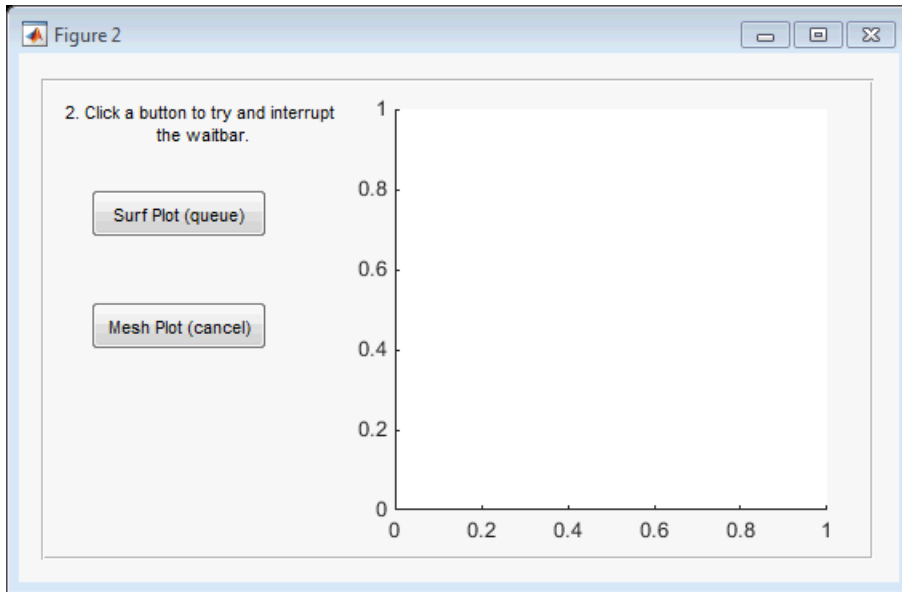 Figure 2
2. Click a button to try and interrupt
the waitbar.
Surf Plot (queue)
Mesh Plot (cancel)
1
0.8
0.6
0.4
0.2
0
0 0.2 0.4 0.6 0.8 1